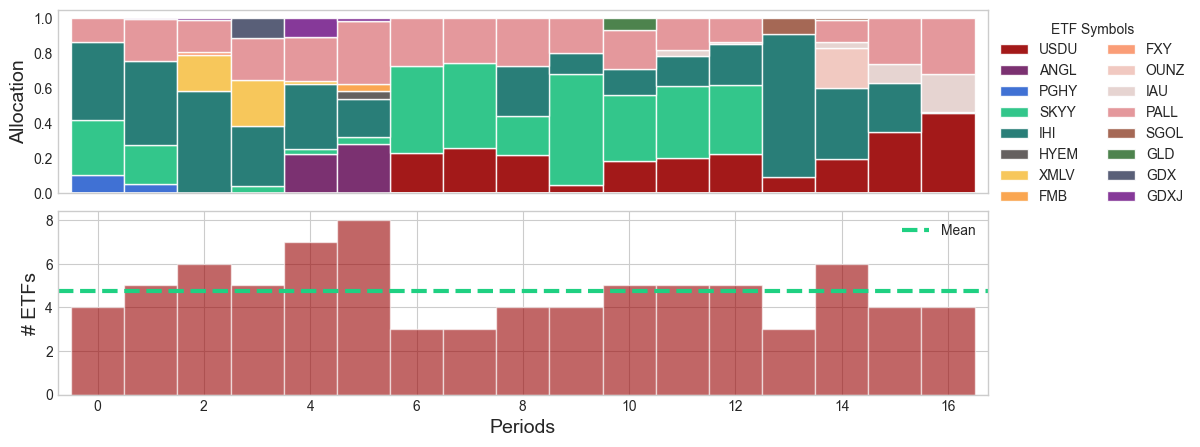 1.0
0.8
0.6
0.4
0.2
0.0
Allocation
ETF Symbols
USDU FXY
ANGL OUNZ
PGHY IAU
SKYY PALL
IHI SGOL
HYEM GLD
XMLV GDX
FMB GDXJ
8
6
4
2
0
# ETFs
Mean
0 2 4 6 8 10 12 14 16
Periods